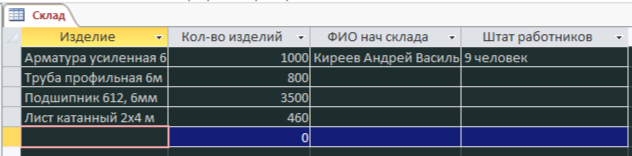 Склад
Изделие Кол-во изделий ФИО нач склада Штат работников
Арматура усиленная 6 1000 Киреев Андрей Василь 9 человек
Труба профильная 6м 800
Подшипник 612, 6мм 3500
Лист катанный 2х4 м 460
0